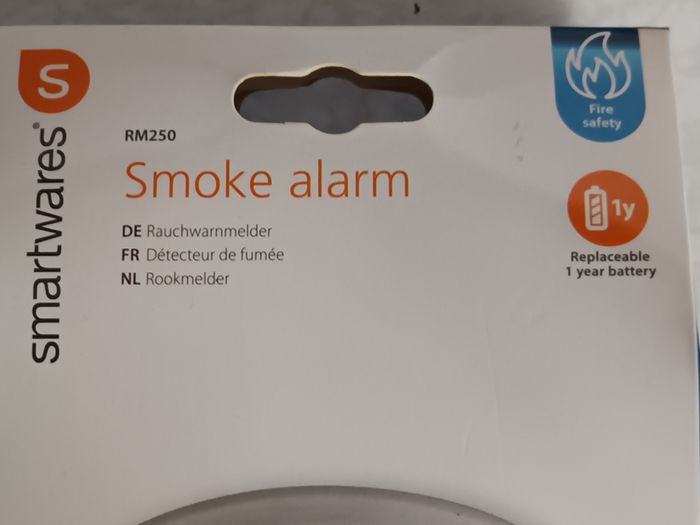 S
smartwares®
RM250
Smoke alarm
DE Rauchwarnmelder
FR Détecteur de fumée
NL Rookmelder
Fire
safety
1y
Replaceable
1 year battery